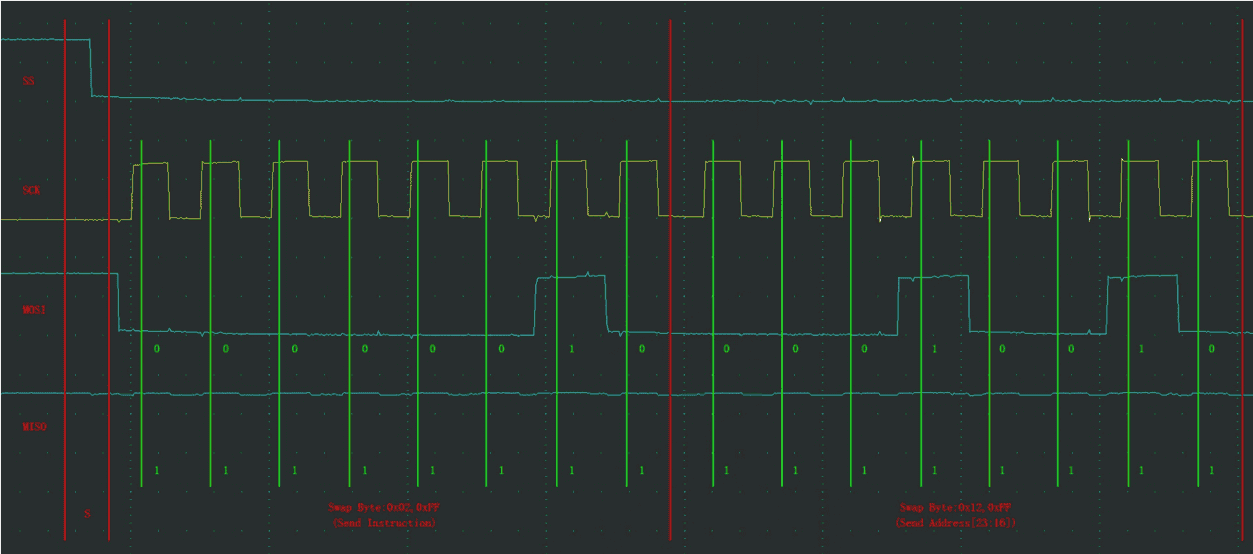 SS
SCK
MOSI
0 0 0 0 0 0 1 0 0 0 0 1 0 0 1 0
MISO
1 1 1 1 1 1 1 1 1 1 1 1 1 1 1 1
S
Swap Byte:0x02,0xFF
(Send Instruction)
Swap Byte:0x12,0xFF
(Send Address[23:16])